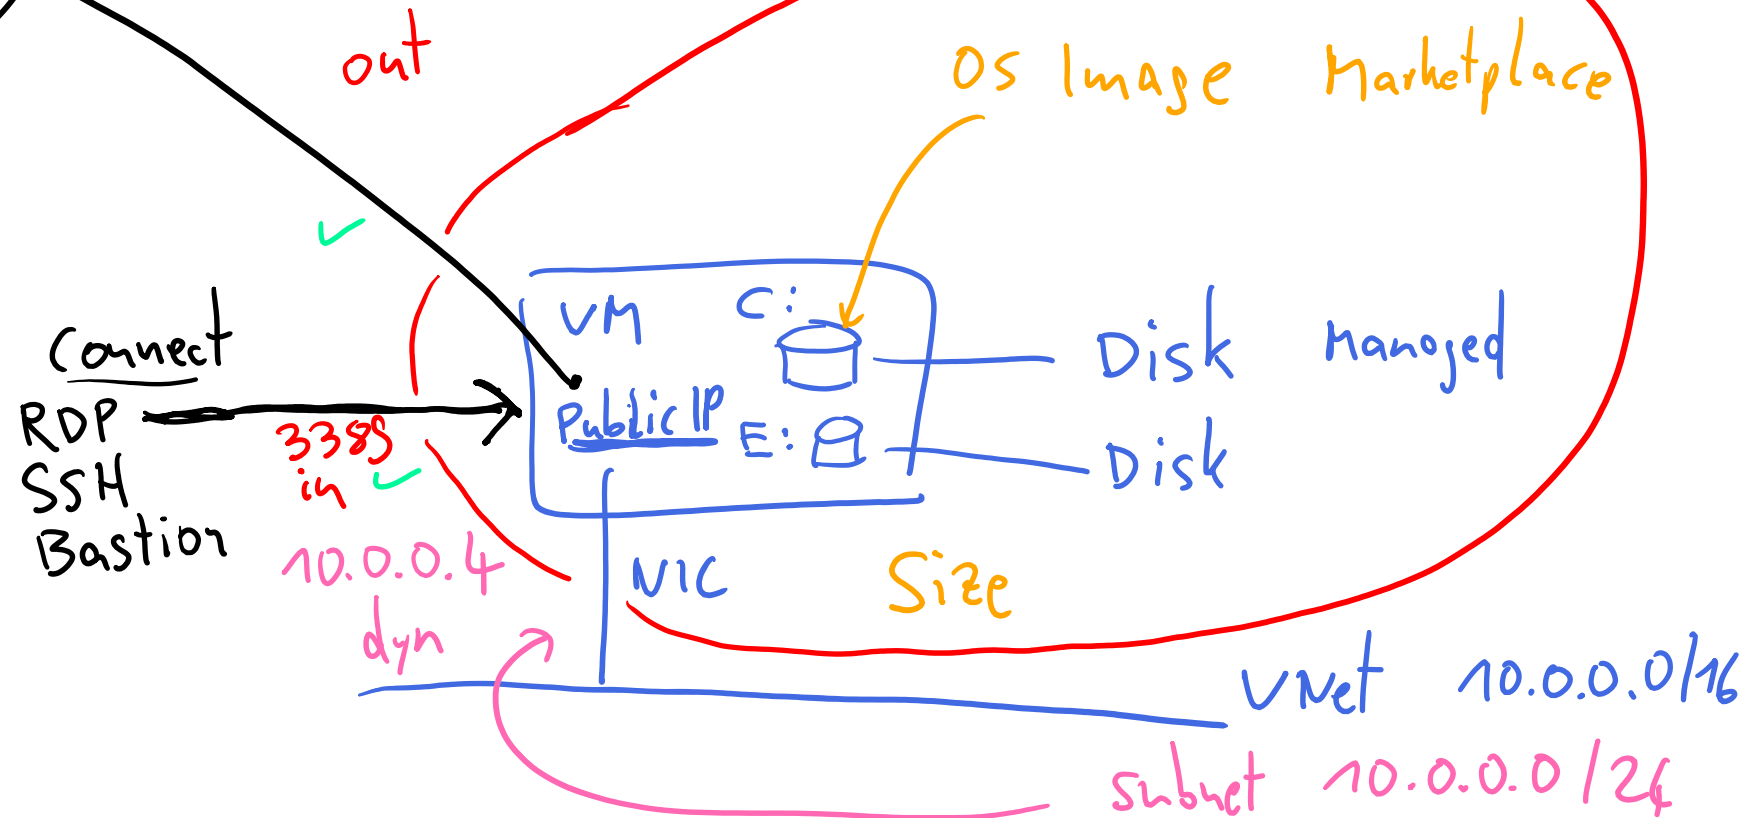 out
OS Image Marketplace
VM C:
Connect
Disk Managed
RDP
3389
Public IP
E:
Disk
SSH
in
Bastion
10.0.0.4
NIC
Size
dyn
VNet 10.0.0.0/16
subnet 10.0.0.0/24